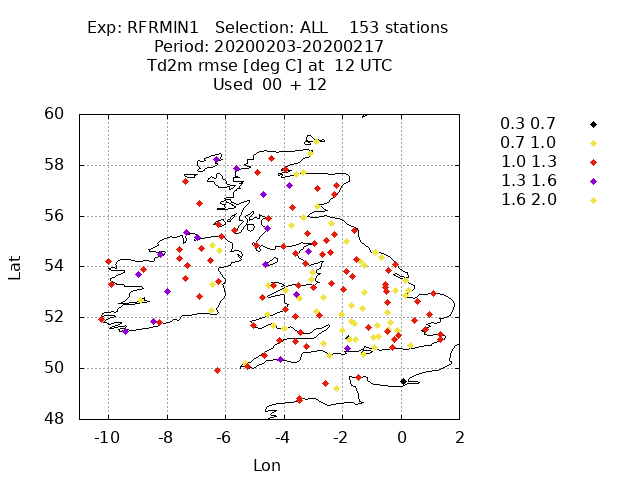 Exp: RFRMIN1 Selection: ALL 153 stations
Period: 20200203-20200217
Td2m rmse [deg C] at 12 UTC
Used 00 + 12
60
58
56
54
52
50
48
Lat
-10 -8 -6 -4 -2 0 2
Lon
0.3 0.7
0.7 1.0
1.0 1.3
1.3 1.6
1.6 2.0